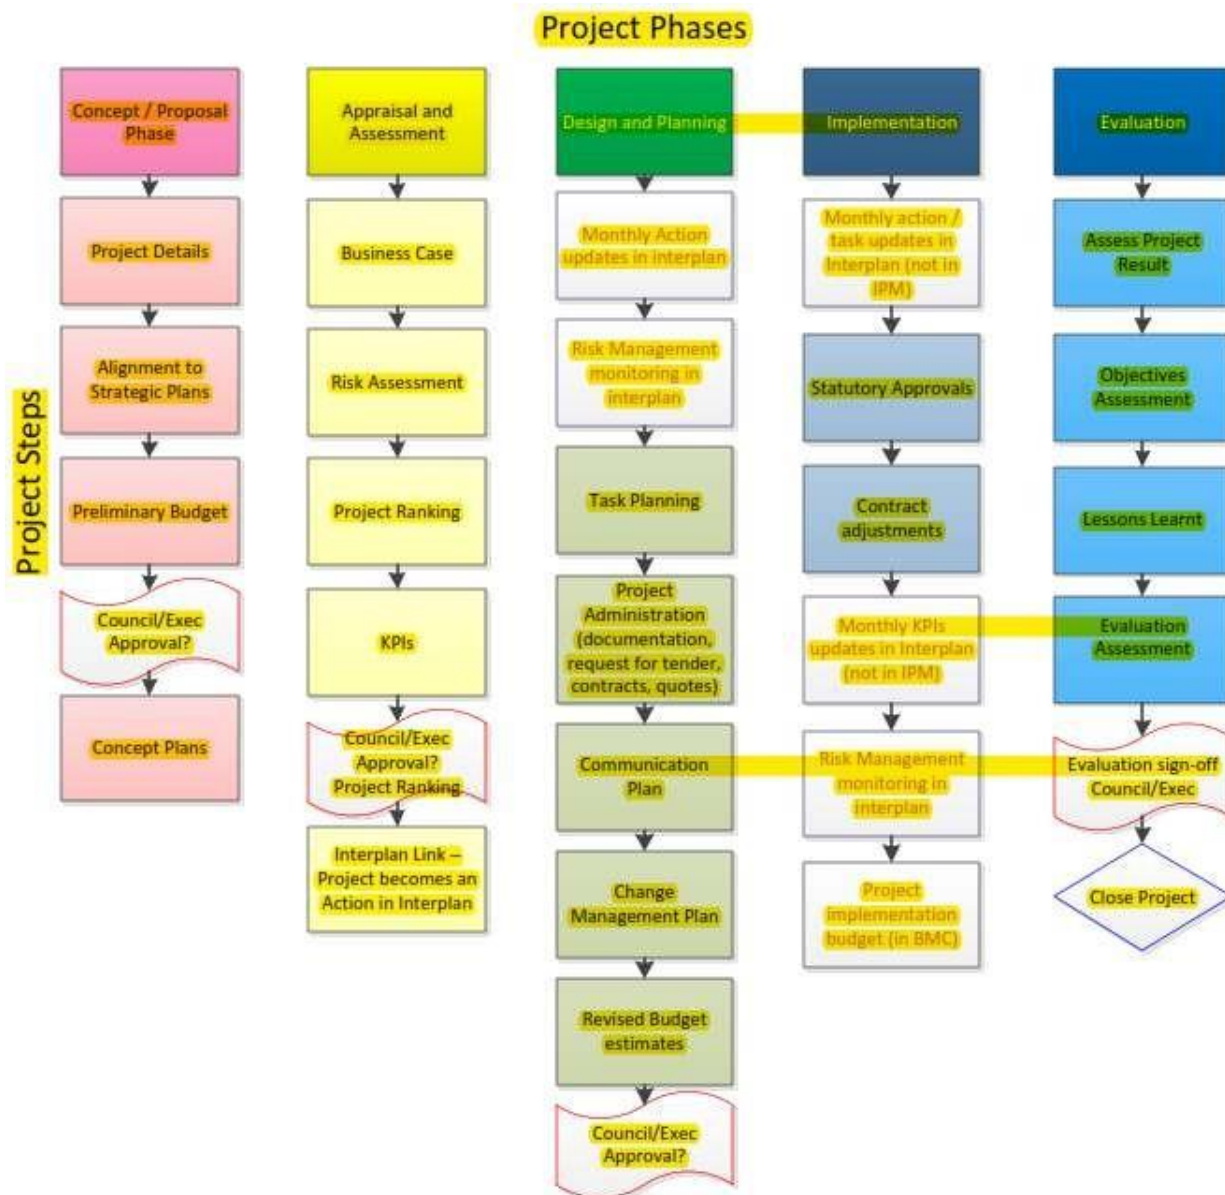 Project Phases
Project Steps
Concept / Proposal
Phase
Project Details
Alignment to
Strategic Plans
Preliminary Budget
Council/Exec
Approval?
Concept Plans
Appraisal and
Assessment
Business Case
Risk Assessment
Project Ranking
KPIs
Council/Exec
Approval?
Project Ranking
Interplan Link –
Project becomes an
Action in Interplan
Design and Planning
Monthly Action
updates in interplan
Risk Management
monitoring in
interplan
Task Planning
Project
Administration
(documentation,
request for tender,
contracts, quotes)
Communication
Plan
Change
Management Plan
Revised Budget
estimates
Council/Exec
Approval?
Implementation
Monthly action /
task updates in
Interplan (not in
IPM)
Statutory Approvals
Contract
adjustments
Monthly KPIs
updates in Interplan
(not in IPM)
Risk Management
monitoring in
interplan
Project
implementation
budget (in BMC)
Evaluation
Assess Project
Result
Objectives
Assessment
Lessons Learnt
Evaluation
Assessment
Evaluation sign-off
Council/Exec
Close Project